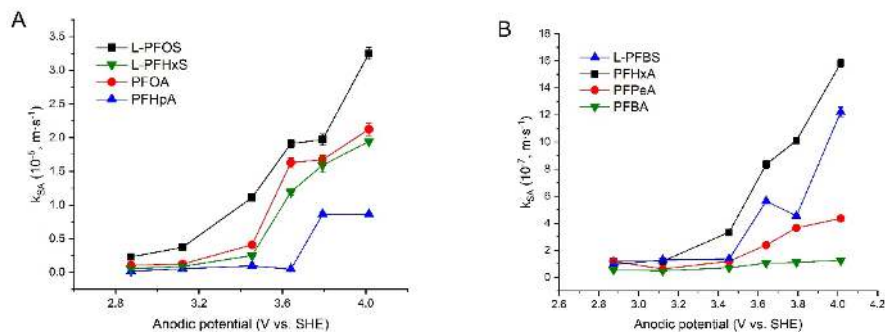 A
L-PFOS
L-PFHxS
PFOA
PFHpA
k_SA (10^-5, m·s^-1)
3.5
3.0
2.5
2.0
1.5
1.0
0.5
0.0
2.8
3.2
3.6
4.0
Anodic potential (V vs. SHE)
B
L-PFBS
PFHxA
PFPeA
PFBA
k_SA (10^-7, m·s^-1)
18
16
14
12
10
8
6
4
2
0
2.6
2.8
3.0
3.2
3.4
3.6
3.8
4.0
4.2
Anodic potential (V vs. SHE)